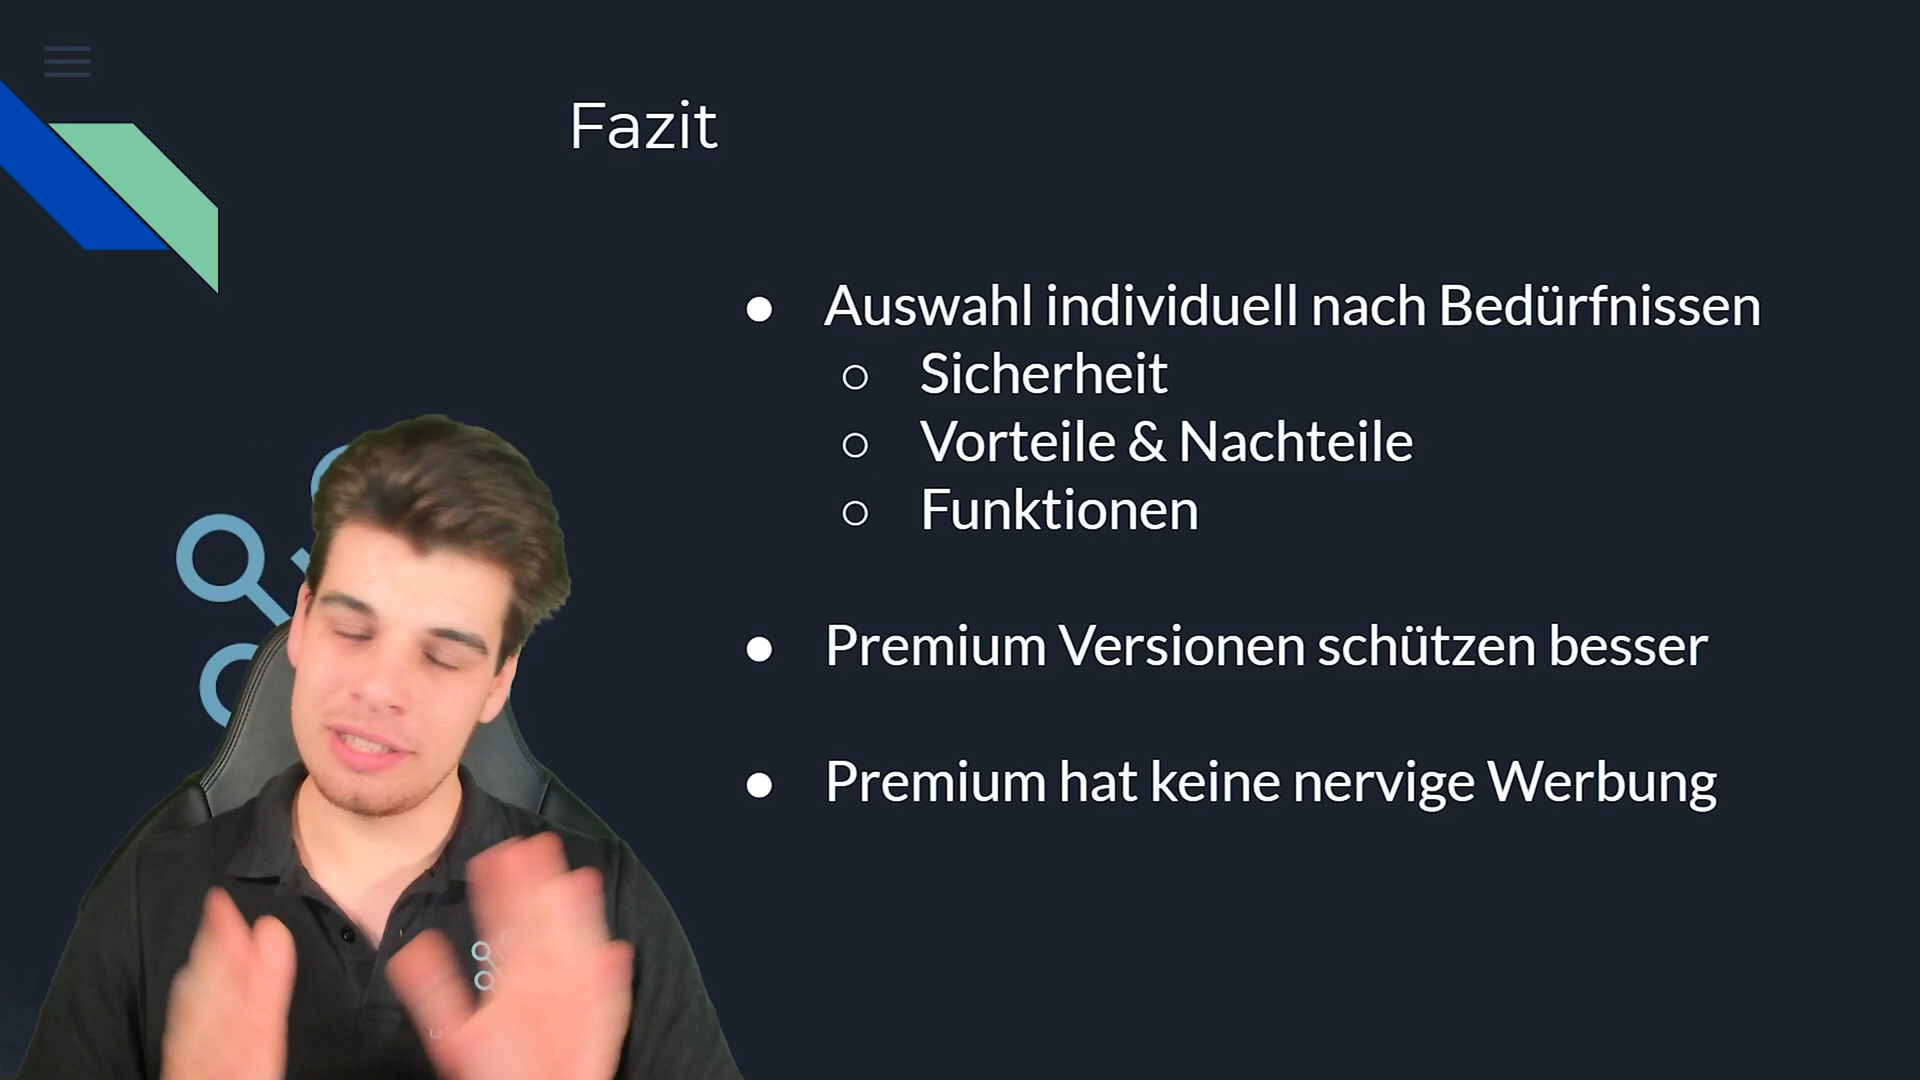 Fazit
● Auswahl individuell nach Bedürfnissen
○ Sicherheit
○ Vorteile & Nachteile
○ Funktionen
● Premium Versionen schützen besser
● Premium hat keine nervige Werbung